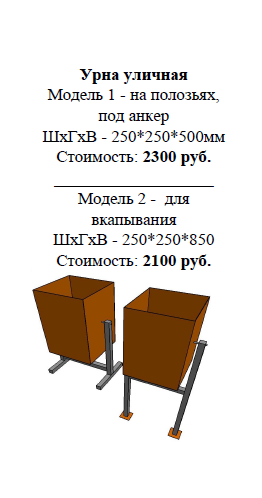 Урна уличная
Модель 1 - на полозьях,
под анкер
ШхГхВ - 250*250*500мм
Стоимость: 2300 руб.
Модель 2 - для
вкапывания
ШхГхВ - 250*250*850
Стоимость: 2100 руб.